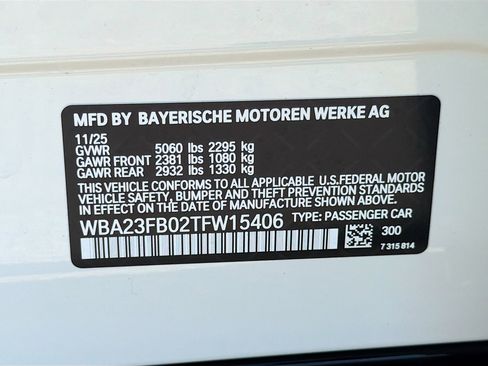 MFD BY BAYERISCHE MOTOREN WERKE AG
11/25
GVWR 5060 lbs 2295 kg
GAWR FRONT 2381 lbs 1080 kg
GAWR REAR 2932 lbs 1330 kg
THIS VEHICLE CONFORMS TO ALL APPLICABLE U.S.FEDERAL MOTOR
VEHICLE SAFETY, BUMPER AND THEFT PREVENTION STANDARDS
IN EFFECT ON THE DATE OF MANUFACTURE SHOWN ABOVE.
WBA23FB02TFW15406 TYPE: PASSENGER CAR
300
7 315 814